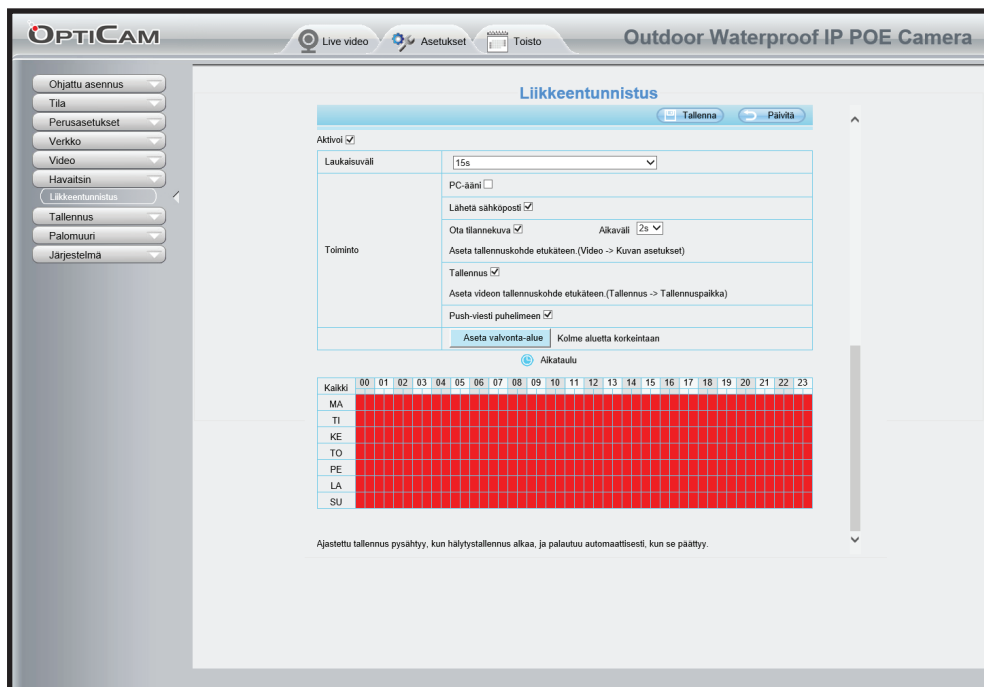 OPTICAM
Live video
Asetukset
Toisto
Outdoor Waterproof IP POE Camera
Ohjattu asennus
Tila
Perusasetukset
Verkko
Video
Havaitsin
Liikkeentunnistus
Tallennus
Palomuuri
Järjestelmä
Liikkeentunnistus
Tallenna
Päivitä
Aktivoi
Laukaisuväli
15s
Toiminto
PC-ääni
Lähetä sähköposti
Ota tilannekuva
Aikaväli
2s
Aseta tallennuskohde etukäteen.(Video -> Kuvan asetukset)
Tallennus
Aseta videon tallennuskohde etukäteen.(Tallennus -> Tallennuspaikka)
Push-viesti puhelimeen
Aseta valvonta-alue
Kolme aluetta korkeintaan
Aikataulu
Kaikki 00 01 02 03 04 05 06 07 08 09 10 11 12 13 14 15 16 17 18 19 20 21 22 23
MA
TI
KE
TO
PE
LA
SU
Ajastettu tallennus pysähtyy, kun hälytystallennus alkaa, ja palautuu automaattisesti, kun se päättyy.